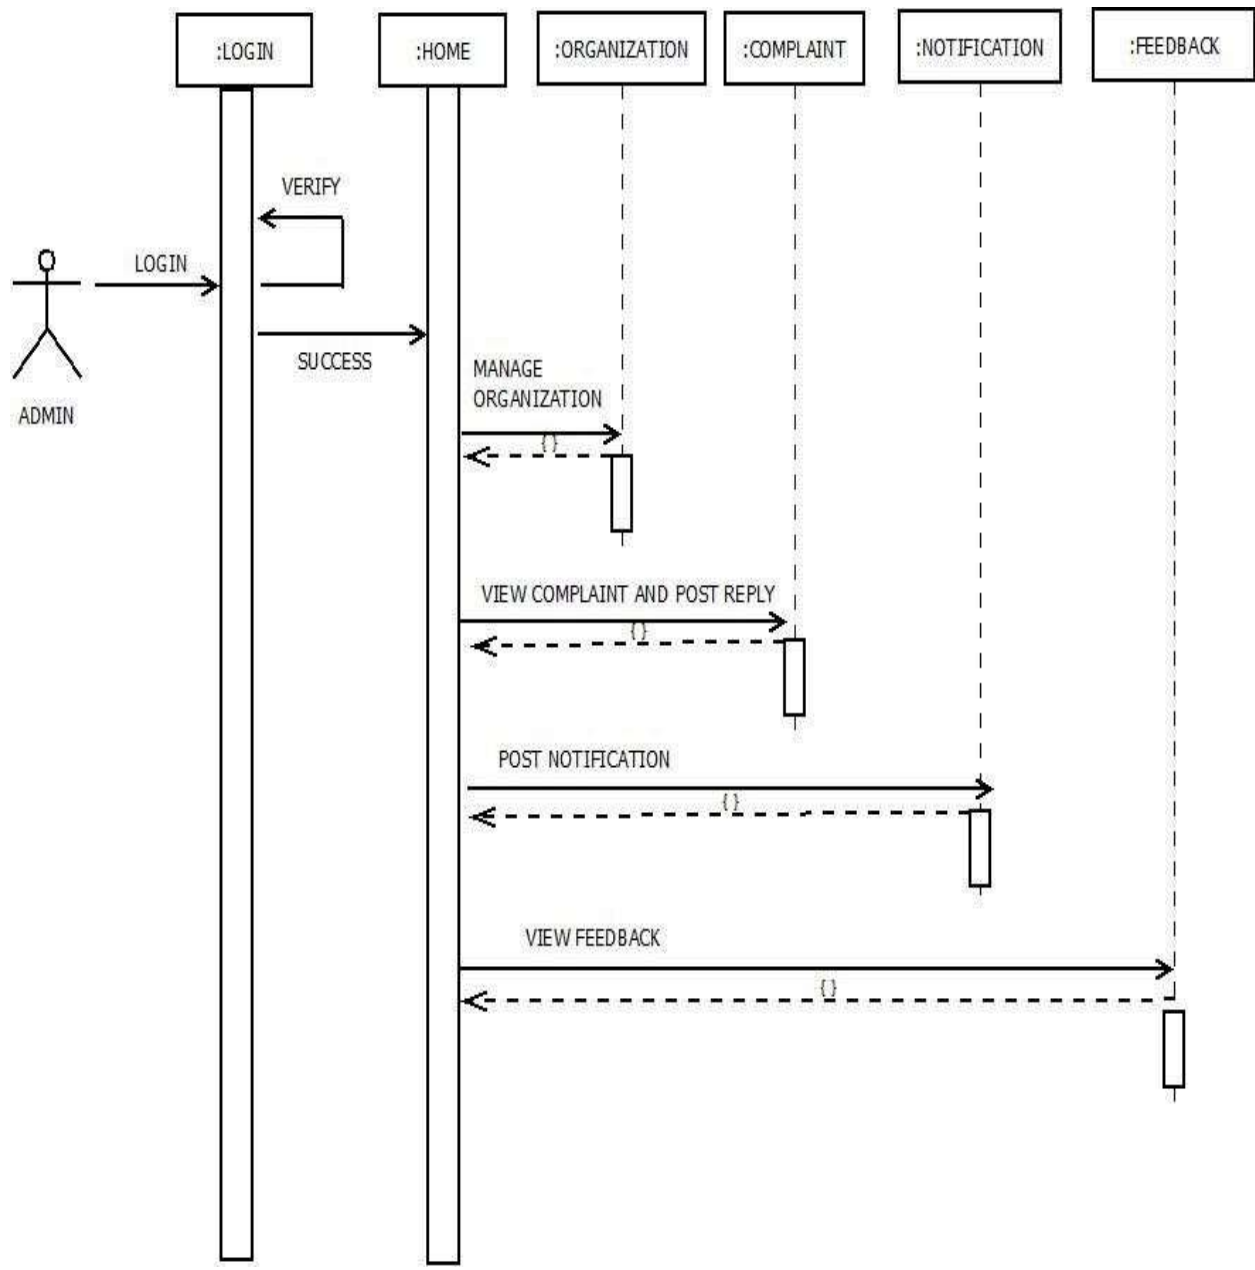 :LOGIN
:HOME
:ORGANIZATION
:COMPLAINT
:NOTIFICATION
:FEEDBACK
VERIFY
LOGIN
SUCCESS
ADMIN
MANAGE
ORGANIZATION
{}
VIEW COMPLAINT AND POST REPLY
{}
POST NOTIFICATION
{}
VIEW FEEDBACK
{}